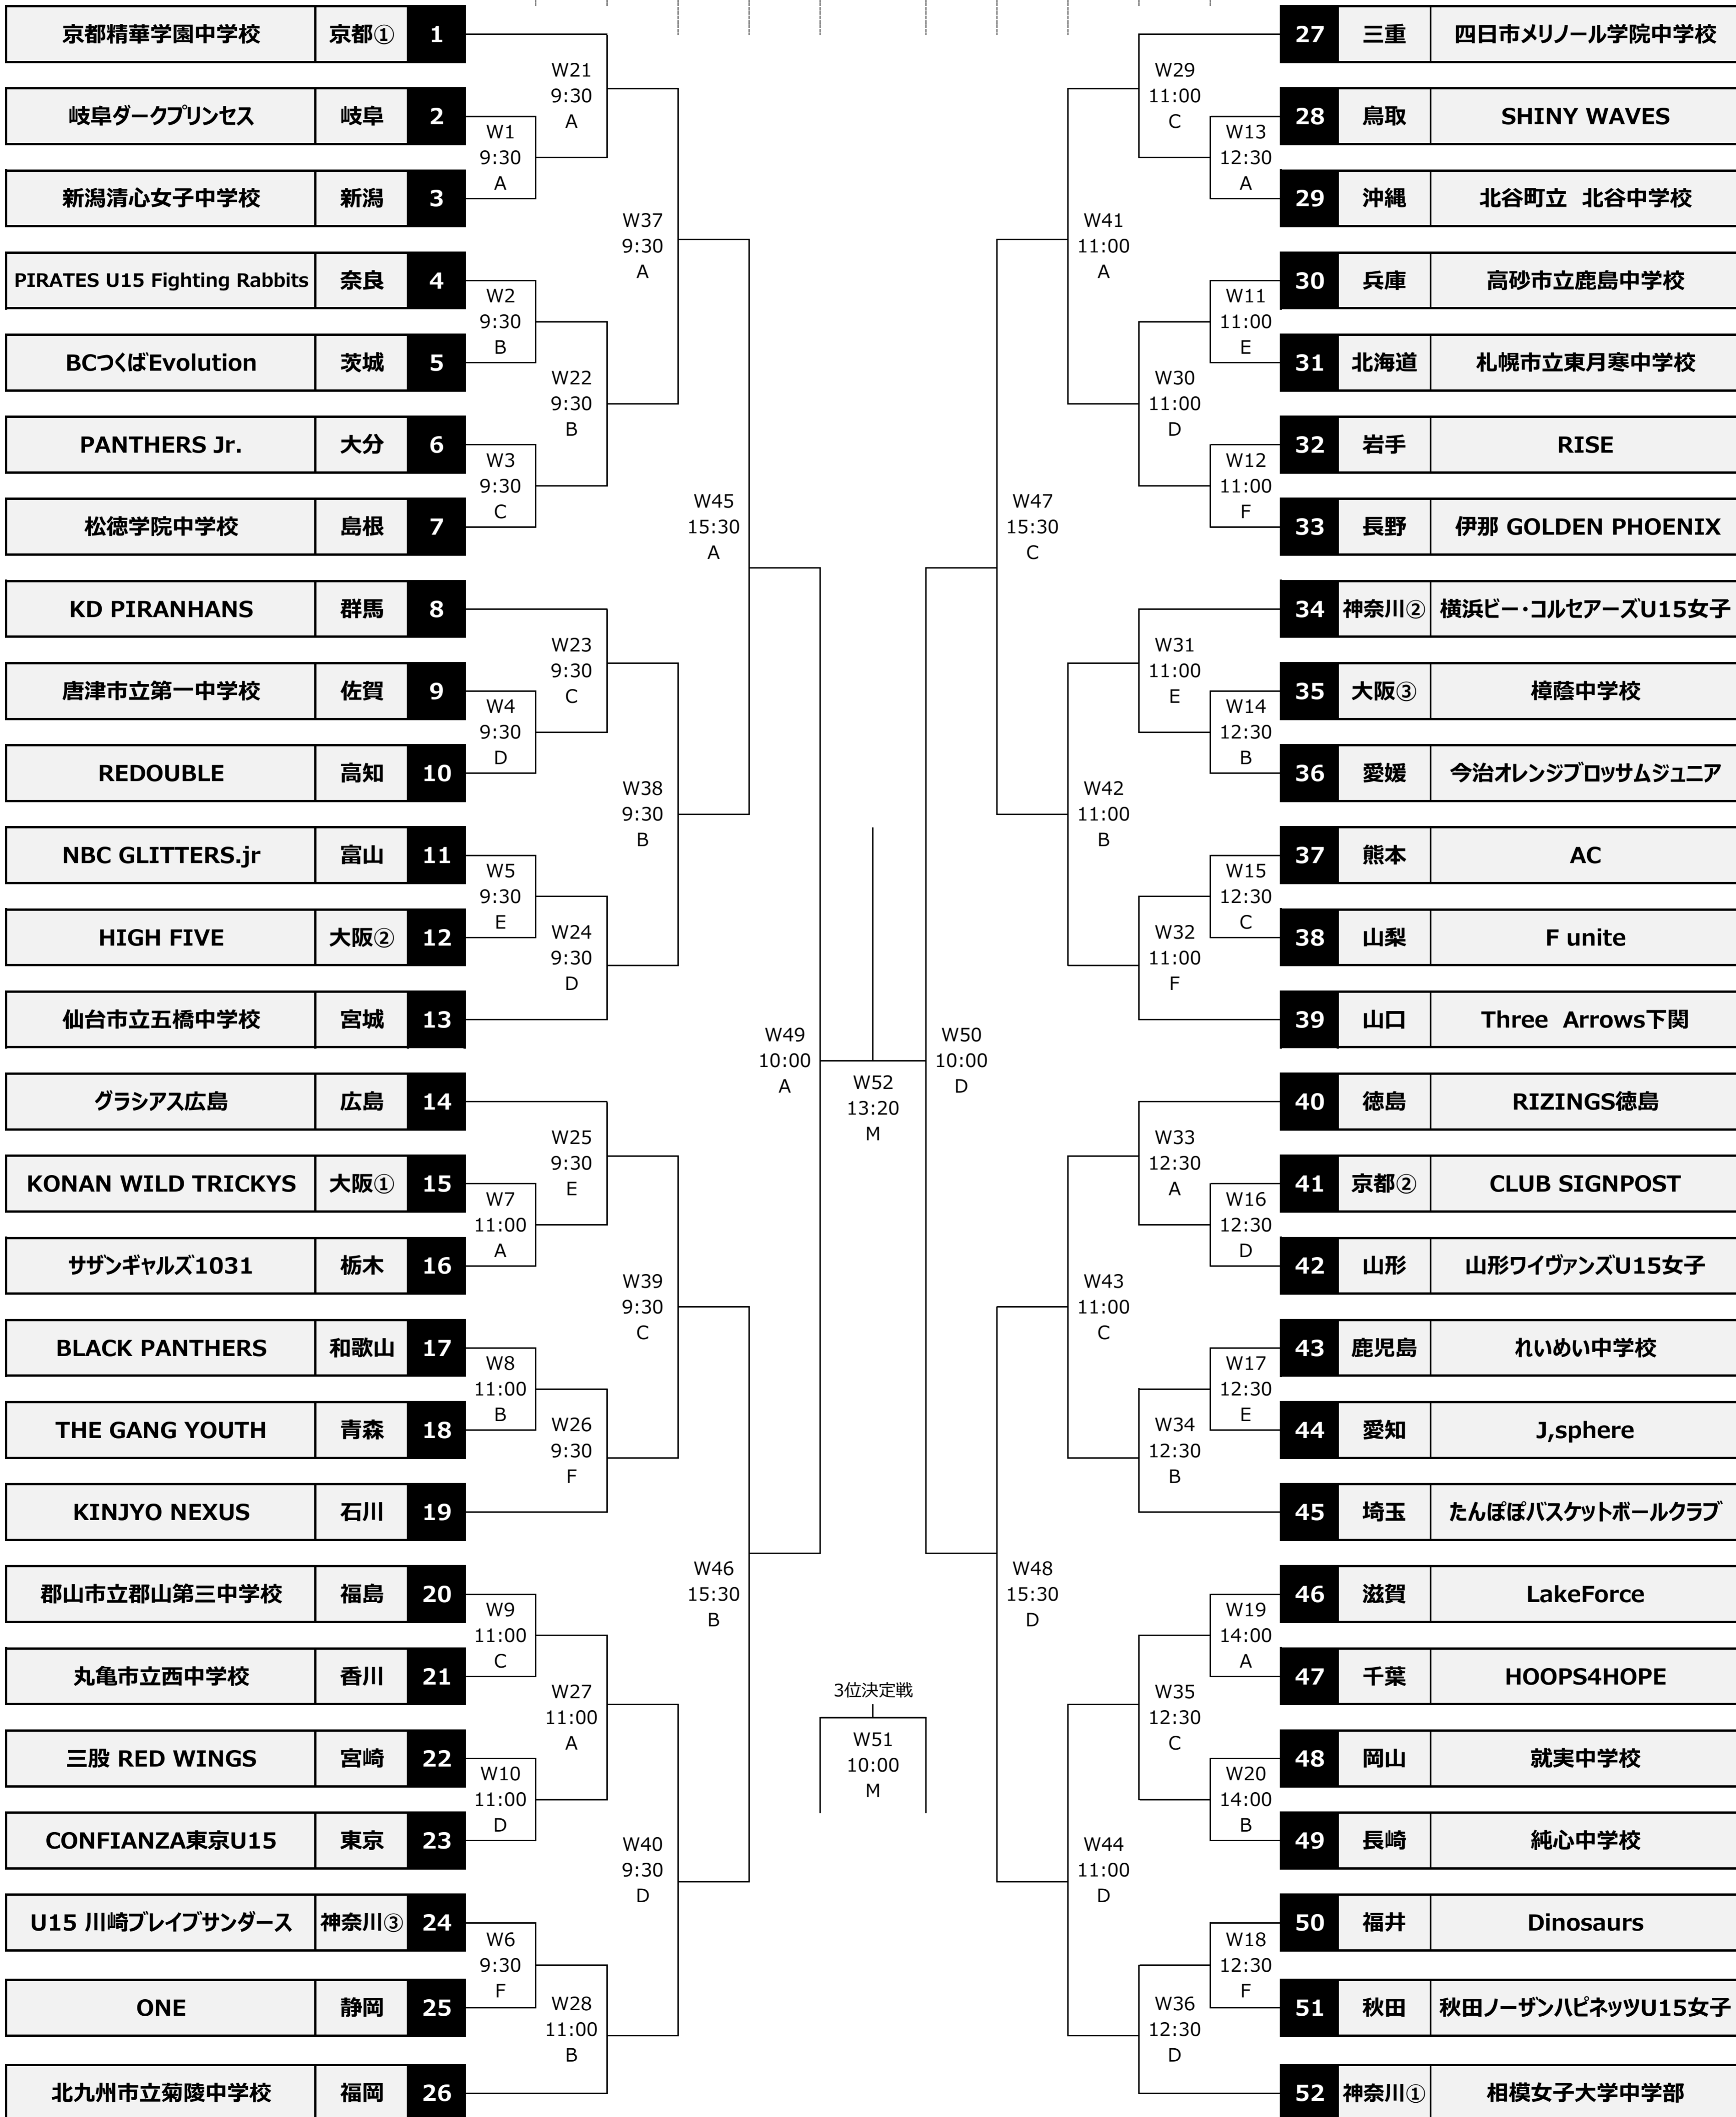 京都精華学園中学校 京都① 1
岐阜ダークプリンセス 岐阜 2
新潟清心女子中学校 新潟 3
PIRATES U15 Fighting Rabbits 奈良 4
BCつくばEvolution 茨城 5
PANTHERS Jr. 大分 6
松徳学院中学校 島根 7
KD PIRANHANS 群馬 8
唐津市立第一中学校 佐賀 9
REDOUBLE 高知 10
NBC GLITTERS.jr 富山 11
HIGH FIVE 大阪② 12
仙台市立五橋中学校 宮城 13
グラシアス広島 広島 14
KONAN WILD TRICKYS 大阪① 15
サザンギャルズ1031 栃木 16
BLACK PANTHERS 和歌山 17
THE GANG YOUTH 青森 18
KINJYO NEXUS 石川 19
郡山市立郡山第三中学校 福島 20
丸亀市立西中学校 香川 21
三股 RED WINGS 宮崎 22
CONFIANZA東京U15 東京 23
U15 川崎ブレイブサンダース 神奈川③ 24
ONE 静岡 25
北九州市立菊陵中学校 福岡 26
W1
9:30
A
W2
9:30
B
W3
9:30
C
W4
9:30
D
W5
9:30
E
W7
11:00
A
W8
11:00
B
W9
11:00
C
W10
11:00
D
W6
9:30
F
W21
9:30
A
W22
9:30
B
W23
9:30
C
W24
9:30
D
W25
9:30
E
W26
9:30
F
W27
11:00
A
W28
11:00
B
W37
9:30
A
W38
9:30
B
W39
9:30
C
W40
9:30
D
W45
15:30
A
W46
15:30
B
W49
10:00
A
W52
13:20
M
3位決定戦
W51
10:00
M
W50
10:00
D
W47
15:30
C
W48
15:30
D
W41
11:00
A
W42
11:00
B
W43
11:00
C
W44
11:00
D
W29
11:00
C
W30
11:00
D
W31
11:00
E
W32
11:00
F
W33
12:30
A
W34
12:30
B
W35
12:30
C
W36
12:30
D
W13
12:30
A
W11
11:00
E
W12
11:00
F
W14
12:30
B
W15
12:30
C
W16
12:30
D
W17
12:30
E
W19
14:00
A
W20
14:00
B
W18
12:30
F
27 三重 四日市メリノール学院中学校
28 鳥取 SHINY WAVES
29 沖縄 北谷町立 北谷中学校
30 兵庫 高砂市立鹿島中学校
31 北海道 札幌市立東月寒中学校
32 岩手 RISE
33 長野 伊那 GOLDEN PHOENIX
34 神奈川② 横浜ビー・コルセアーズU15女子
35 大阪③ 樟蔭中学校
36 愛媛 今治オレンジブロッサムジュニア
37 熊本 AC
38 山梨 F unite
39 山口 Three Arrows下関
40 徳島 RIZINGS徳島
41 京都② CLUB SIGNPOST
42 山形 山形ワイヴァンズU15女子
43 鹿児島 れいめい中学校
44 愛知 J,sphere
45 埼玉 たんぽぽバスケットボールクラブ
46 滋賀 LakeForce
47 千葉 HOOPS4HOPE
48 岡山 就実中学校
49 長崎 純心中学校
50 福井 Dinosaurs
51 秋田 秋田ノーザンハピネッツU15女子
52 神奈川① 相模女子大学中学部